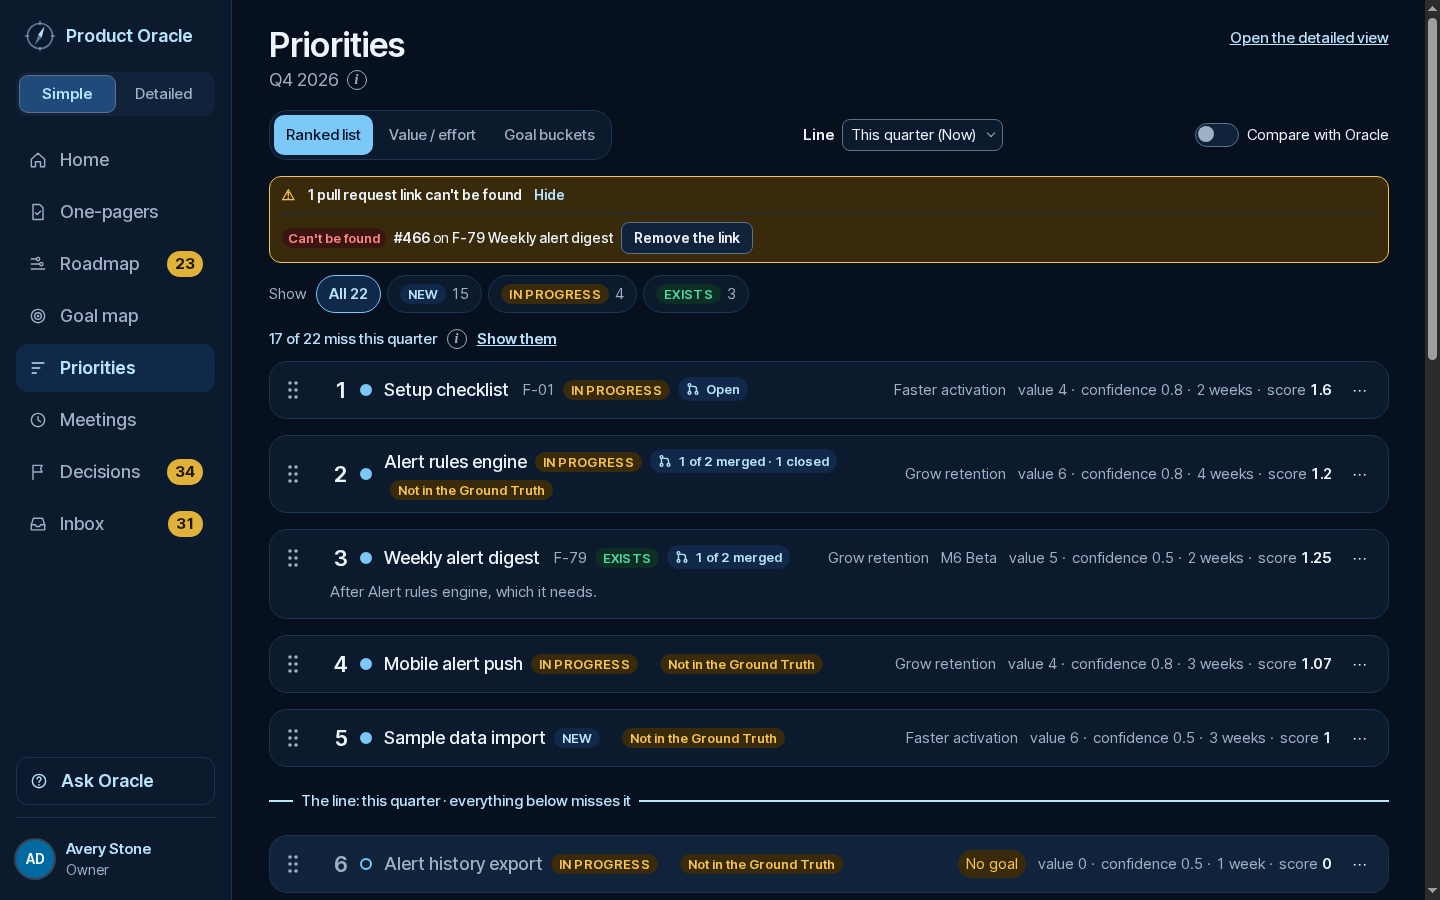 Product Oracle
Simple
Detailed
Home
One-pagers
Roadmap 23
Goal map
Priorities
Meetings
Decisions 34
Inbox 31
Ask Oracle
AD
Avery Stone
Owner
Priorities
Q4 2026 i
Open the detailed view
Ranked list
Value / effort
Goal buckets
Line
This quarter (Now)
Compare with Oracle
⚠ 1 pull request link can't be found Hide
Can't be found #466 on F-79 Weekly alert digest Remove the link
Show All 22 NEW 15 IN PROGRESS 4 EXISTS 3
17 of 22 miss this quarter i Show them
1 Setup checklist F-01 IN PROGRESS Open Faster activation value 4 · confidence 0.8 · 2 weeks · score 1.6 ···
2 Alert rules engine IN PROGRESS 1 of 2 merged · 1 closed Grow retention value 6 · confidence 0.8 · 4 weeks · score 1.2 ···
Not in the Ground Truth
3 Weekly alert digest F-79 EXISTS 1 of 2 merged Grow retention M6 Beta value 5 · confidence 0.5 · 2 weeks · score 1.25 ···
After Alert rules engine, which it needs.
4 Mobile alert push IN PROGRESS Not in the Ground Truth Grow retention value 4 · confidence 0.8 · 3 weeks · score 1.07 ···
5 Sample data import NEW Not in the Ground Truth Faster activation value 6 · confidence 0.5 · 3 weeks · score 1 ···
The line: this quarter · everything below misses it
6 Alert history export IN PROGRESS Not in the Ground Truth No goal value 0 · confidence 0.5 · 1 week · score 0 ···